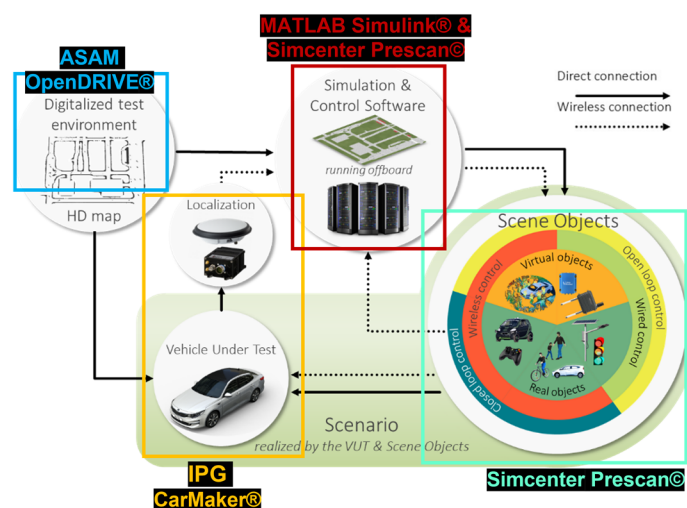 MATLAB Simulink® &
Simcenter Prescan©
ASAM
OpenDRIVE®
Digitalized test
environment
HD map
Simulation &
Control Software
running offboard
Direct connection
Wireless connection
Localization
Vehicle Under Test
Scene Objects
Virtual objects
Real objects
Wireless control
Wired control
Open loop control
Closed loop control
Scenario
realized by the VUT & Scene Objects
IPG
CarMaker®
Simcenter Prescan©